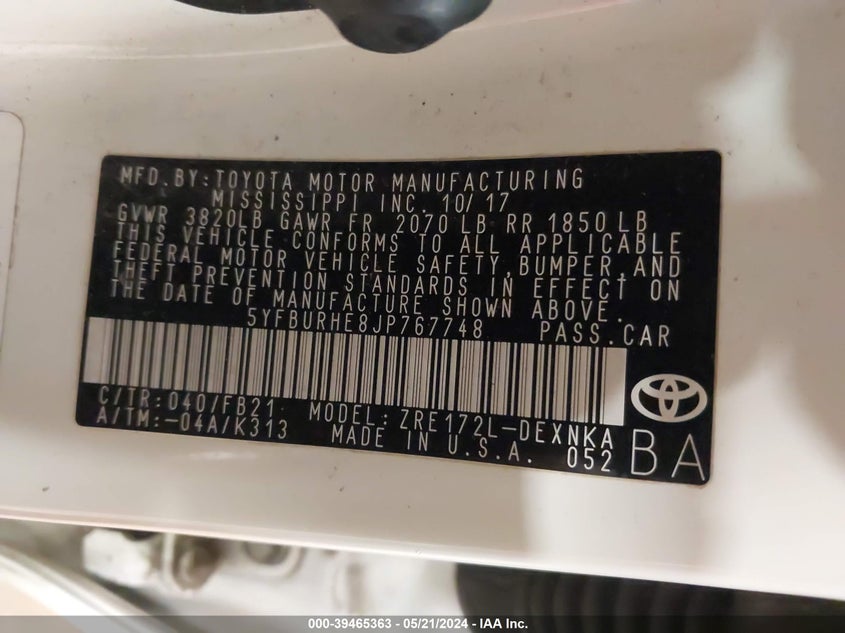 MFD.BY:TOYOTA MOTOR MANUFACTURING
MISSISSIPPI INC. 10/17
GVWR 3820LB GAWR FR 2070 LB RR 1850 LB
THIS VEHICLE CONFORMS TO ALL APPLICABLE
FEDERAL MOTOR VEHICLE SAFETY, BUMPER, AND
THEFT PREVENTION STANDARDS IN EFFECT ON
THE DATE OF MANUFACTURE SHOWN ABOVE.
5YFBURHE8JP767748 PASS.CAR
C/TR:040/FB21 MODEL:ZRE172L-DEXNKA
A/TM:-04A/K313 MADE IN U.S.A. 052 BA
000-39465363 - 05/21/2024 - IAA Inc.